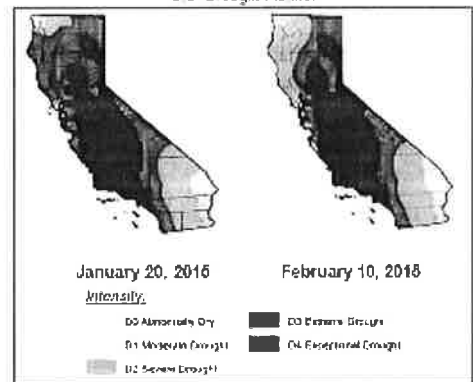 January 20, 2015 February 10, 2015
Intensity:
D0 Abnormally Dry D3 Extreme Drought
D1 Moderate Drought D4 Exceptional Drought
D2 Severe Drought